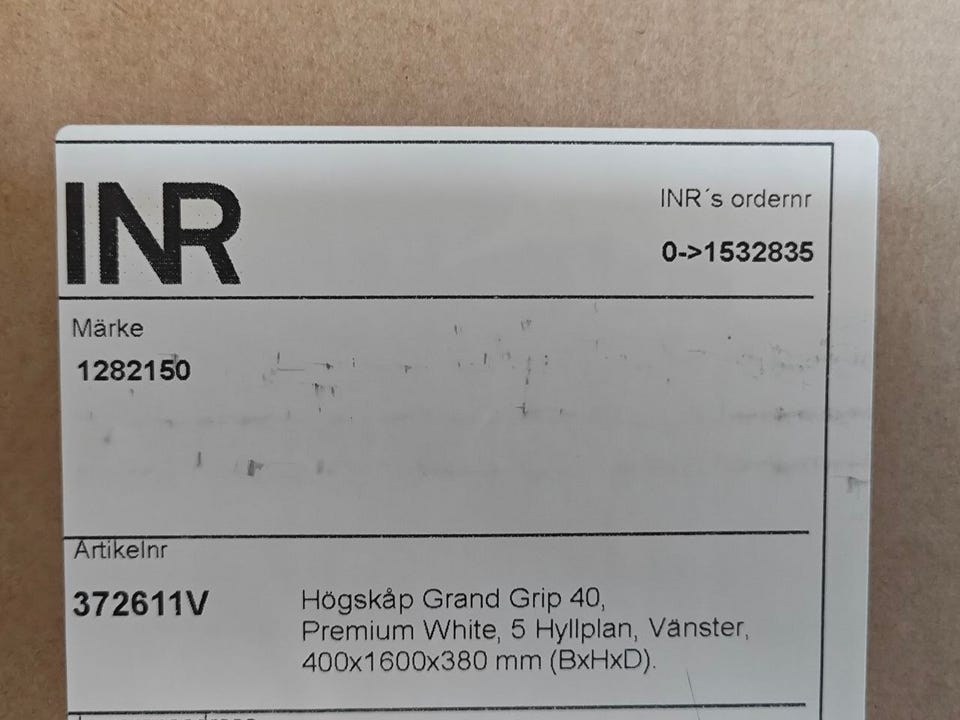 INR
INR´s ordernr
0->1532835
Märke
1282150
Artikelnr
372611V
Högskåp Grand Grip 40,
Premium White, 5 Hyllplan, Vänster,
400x1600x380 mm (BxHxD).